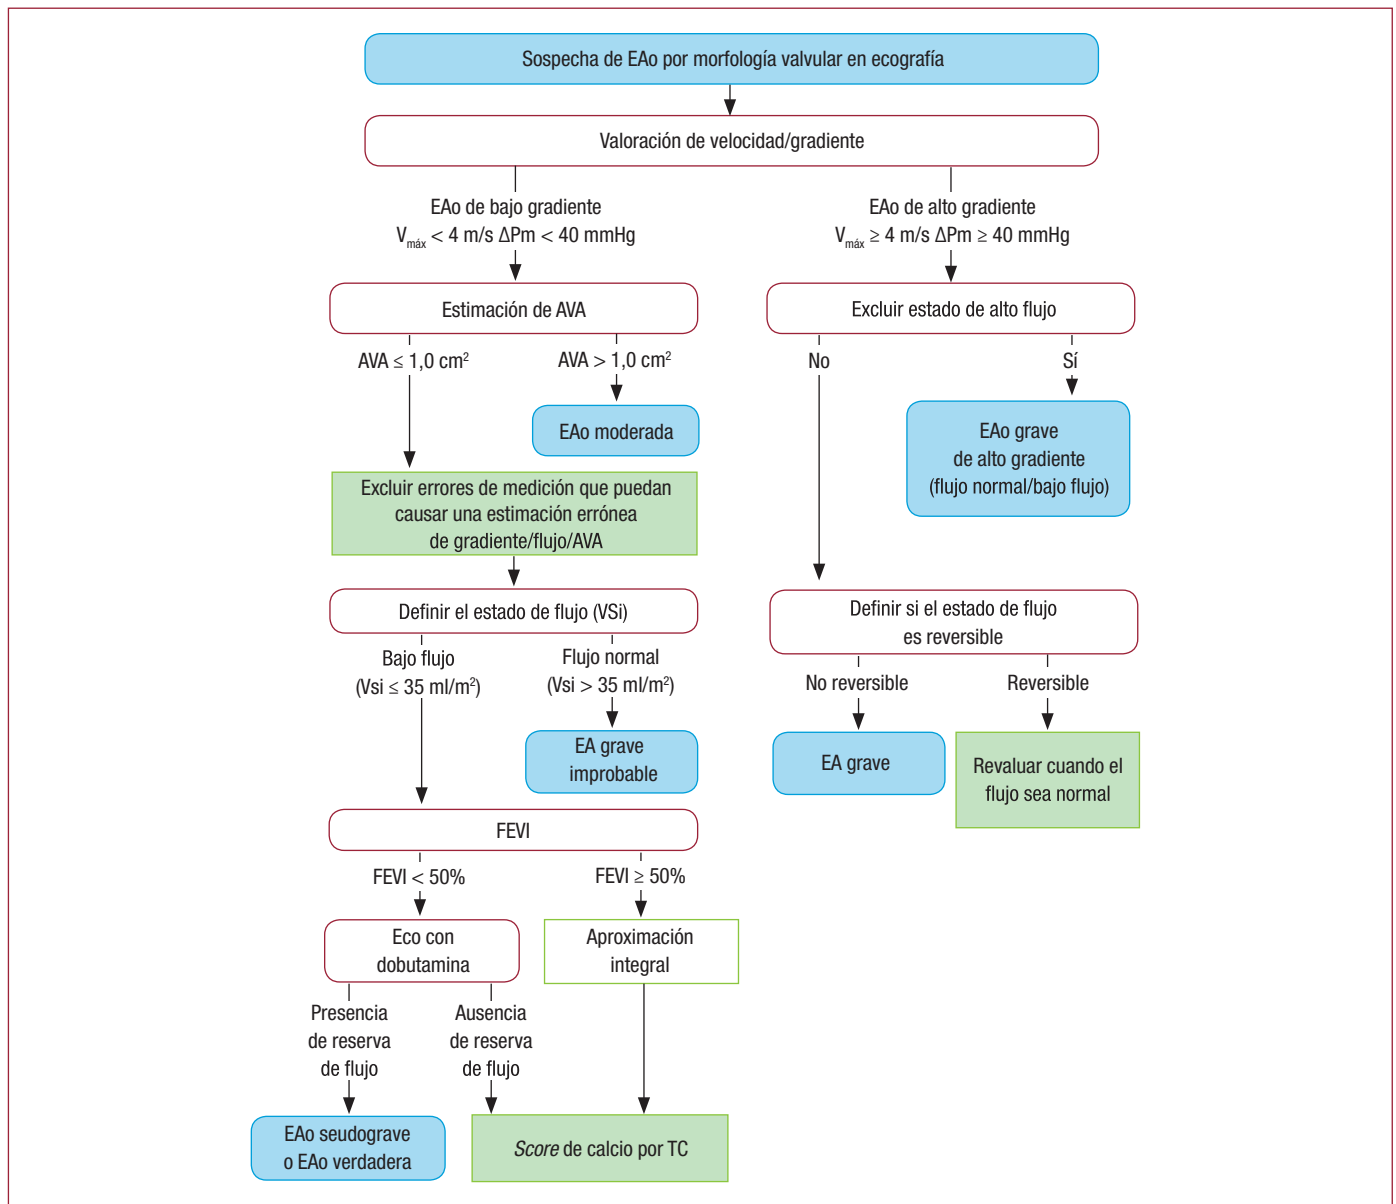 Sospecha de EAo por morfología valvular en ecografía
Valoración de velocidad/gradiente
EAo de bajo gradiente
V_máx < 4 m/s ΔPm < 40 mmHg
EAo de alto gradiente
V_máx ≥ 4 m/s ΔPm ≥ 40 mmHg
Estimación de AVA
Excluir estado de alto flujo
AVA ≤ 1,0 cm²
AVA > 1,0 cm²
No
Sí
EAo moderada
EAo grave
de alto gradiente
(flujo normal/bajo flujo)
Excluir errores de medición que puedan
causar una estimación errónea
de gradiente/flujo/AVA
Definir el estado de flujo (VSi)
Definir si el estado de flujo
es reversible
Bajo flujo
(Vsi ≤ 35 ml/m²)
Flujo normal
(Vsi > 35 ml/m²)
No reversible
Reversible
EA grave
improbable
EA grave
Revaluar cuando el
flujo sea normal
FEVI
FEVI < 50%
FEVI ≥ 50%
Eco con
dobutamina
Aproximación
integral
Presencia
de reserva
de flujo
Ausencia
de reserva
de flujo
EAo seudograve
o EAo verdadera
Score de calcio por TC